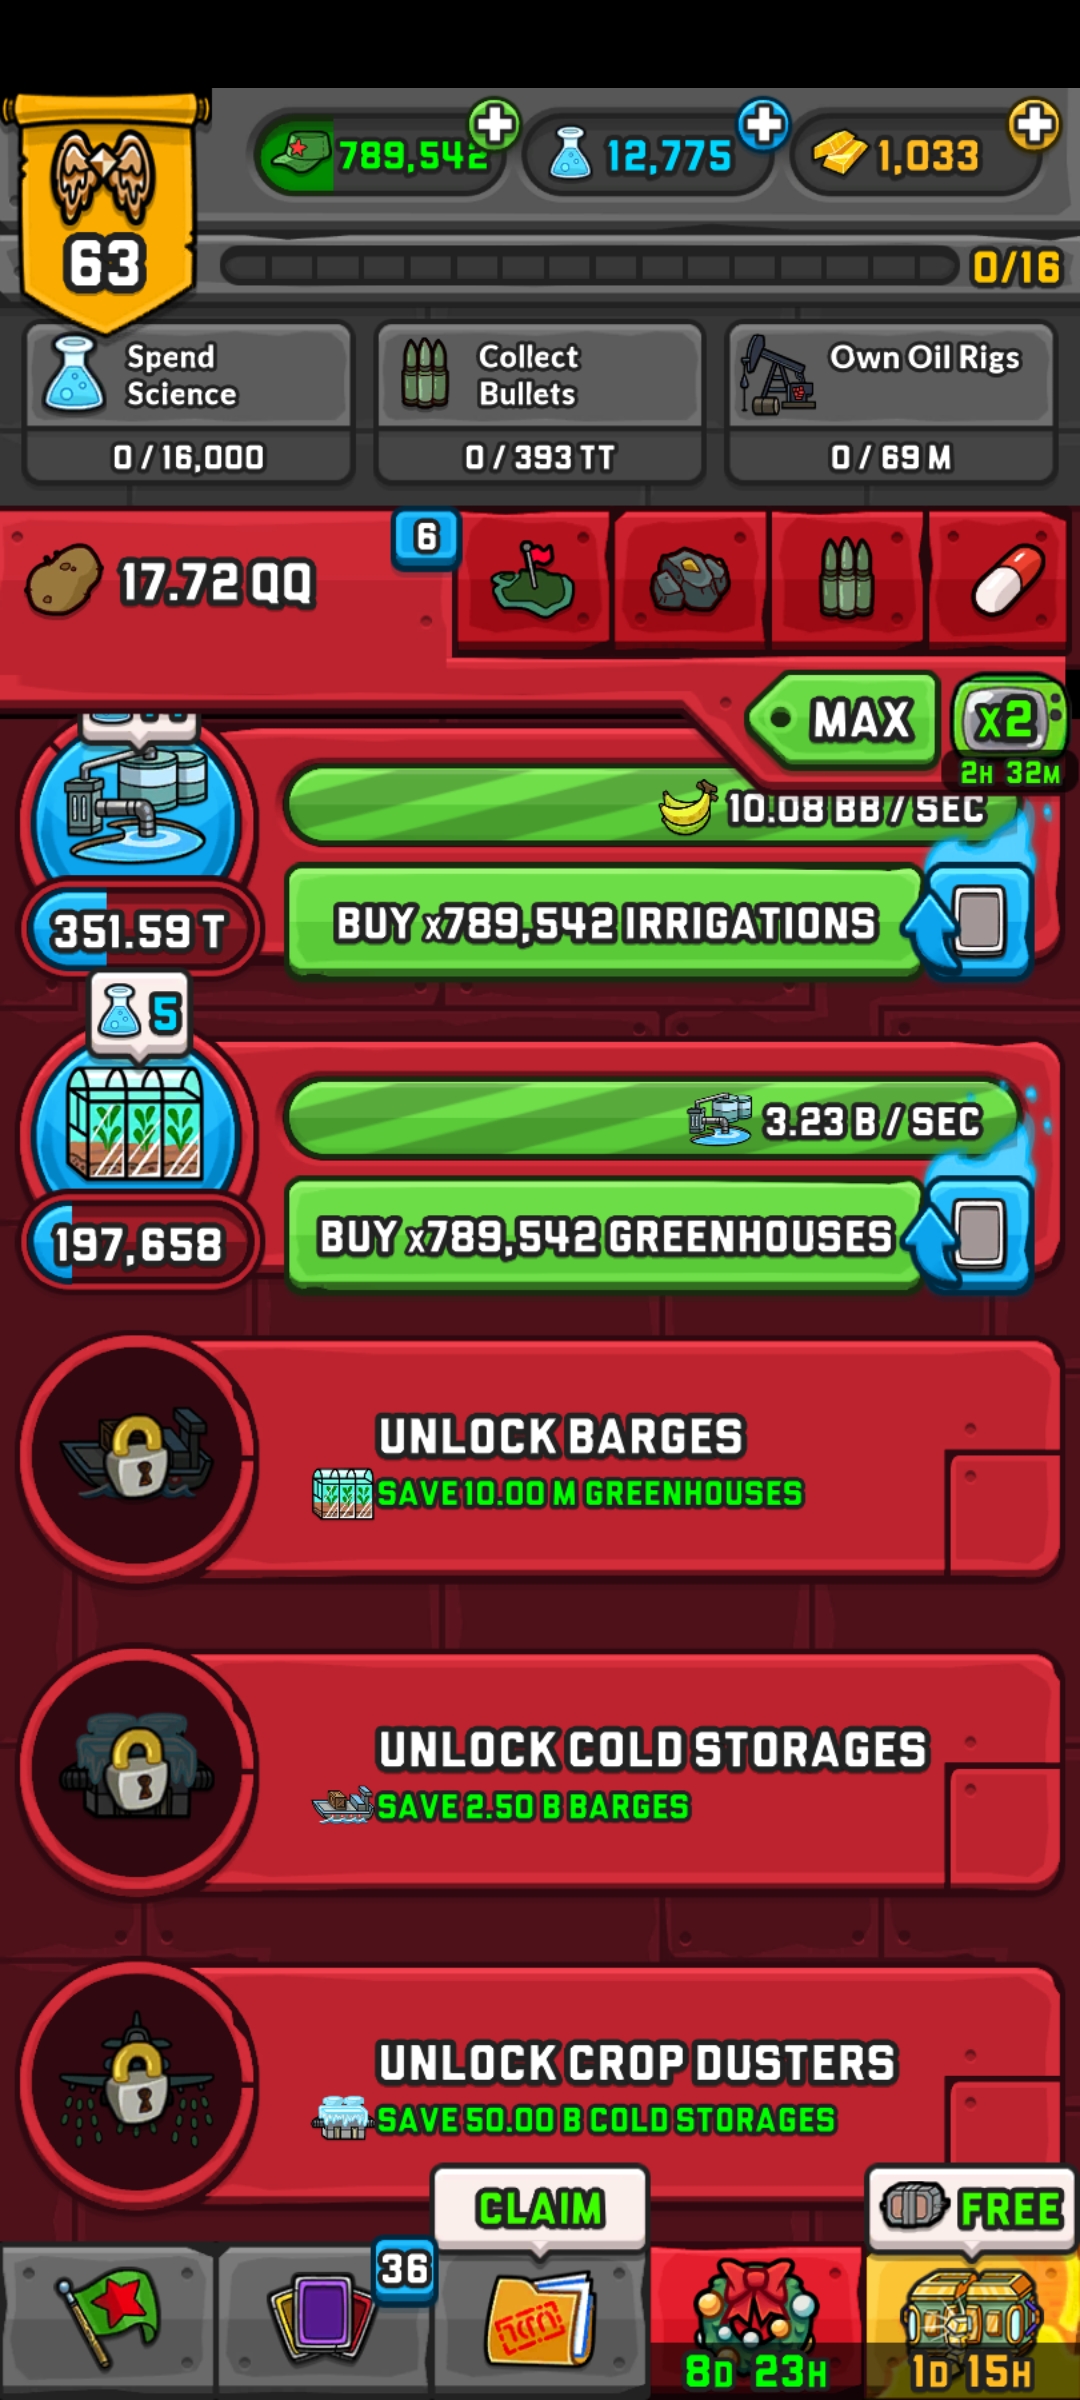 789,542
12,775
1,033
63
0/16
Spend
Science
0 / 16,000
Collect
Bullets
0 / 393 TT
Own Oil Rigs
0 / 69 M
17.72 QQ
6
MAX
X2
2H 32M
10.08 BB / SEC
351.59 T
BUY x789,542 IRRIGATIONS
5
3.23 B / SEC
197,658
BUY x789,542 GREENHOUSES
UNLOCK BARGES
SAVE 10.00 M GREENHOUSES
UNLOCK COLD STORAGES
SAVE 2.50 B BARGES
UNLOCK CROP DUSTERS
SAVE 50.00 B COLD STORAGES
CLAIM
FREE
36
8D 23H
1D 15H